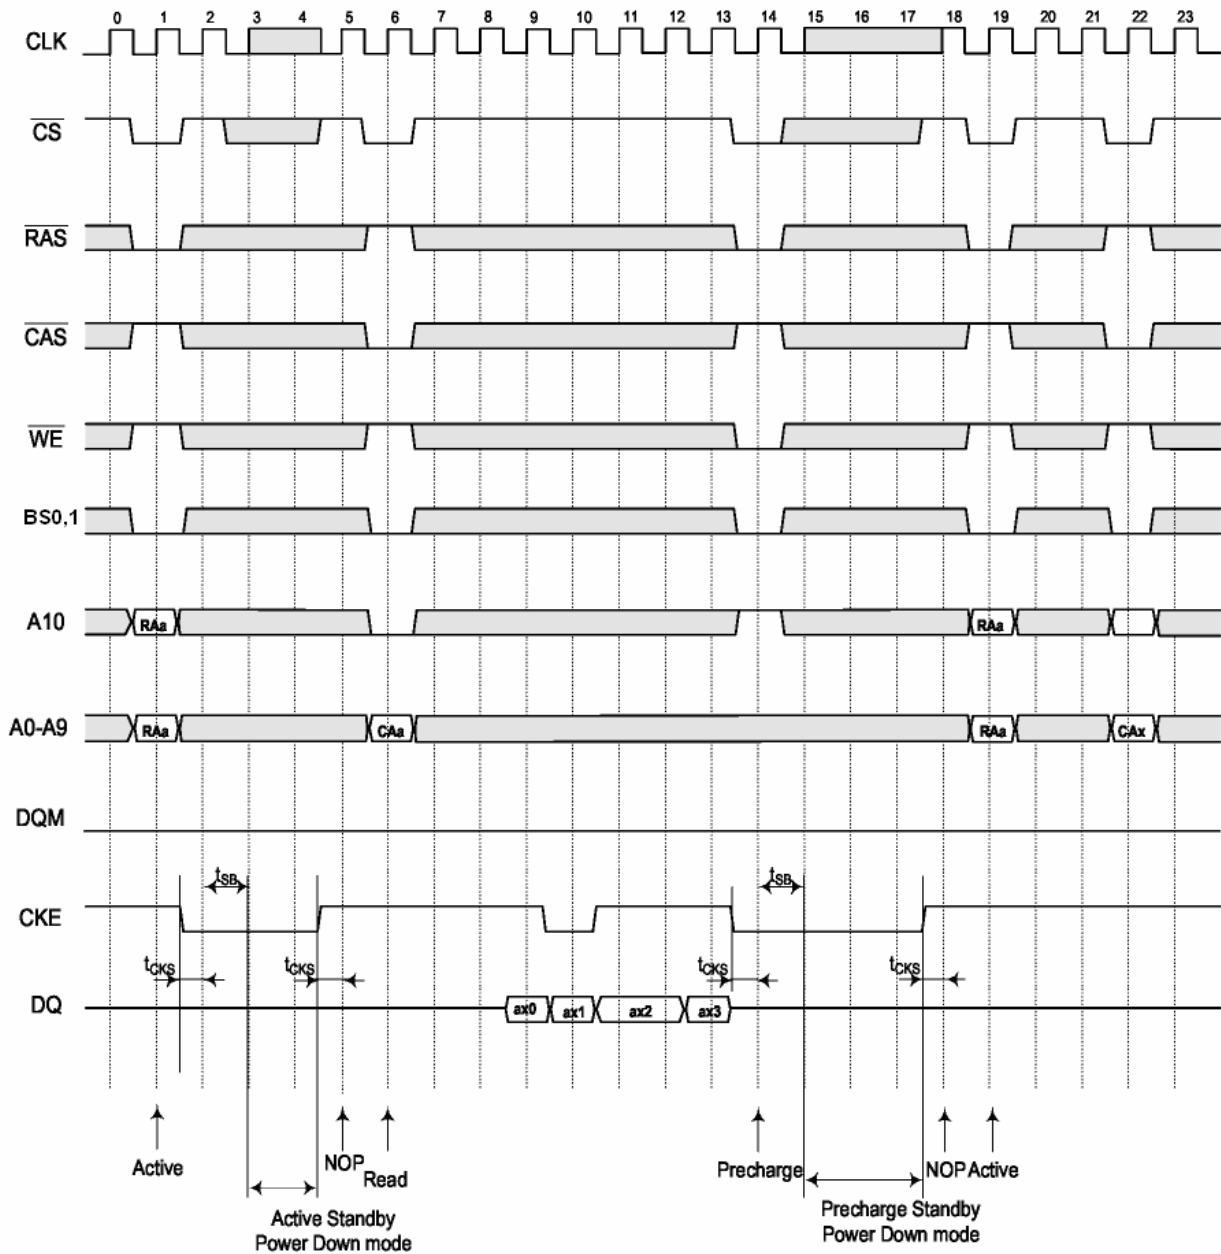 0 1 2 3 4 5 6 7 8 9 10 11 12 13 14 15 16 17 18 19 20 21 22 23
CLK
CS
RAS
CAS
WE
BS0,1
A10 RAa RAa
A0-A9 RAa CAa RAa CAx
DQM
tSB tSB
CKE
tCKS tCKS tCKS tCKS
DQ ax0 ax1 ax2 ax3
Active NOP Read Precharge NOP Active
Active Standby
Power Down mode
Precharge Standby
Power Down mode